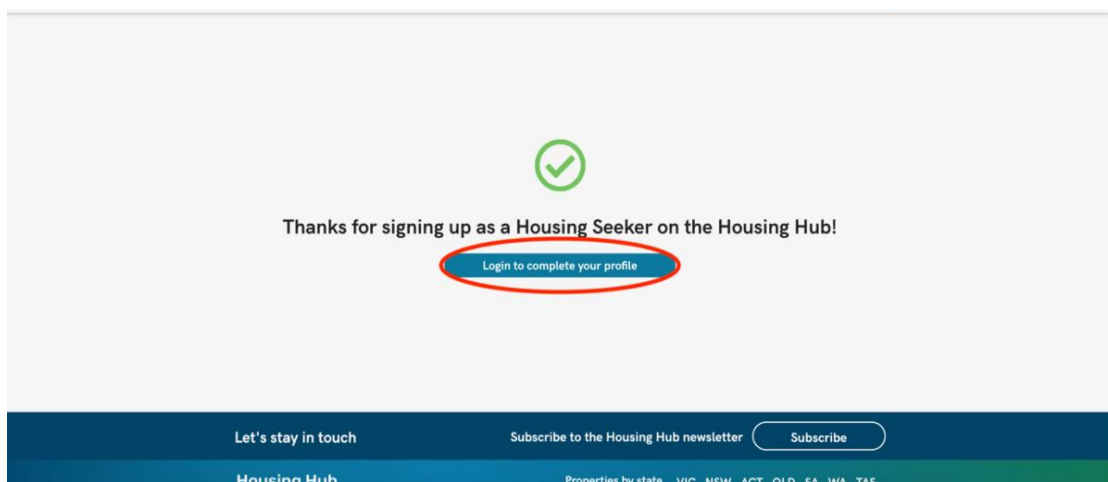 Thanks for signing up as a Housing Seeker on the Housing Hub!
Login to complete your profile
Let's stay in touch
Subscribe to the Housing Hub newsletter Subscribe
Housing Hub
Properties by state VIC NSW ACT QLD SA WA TAS